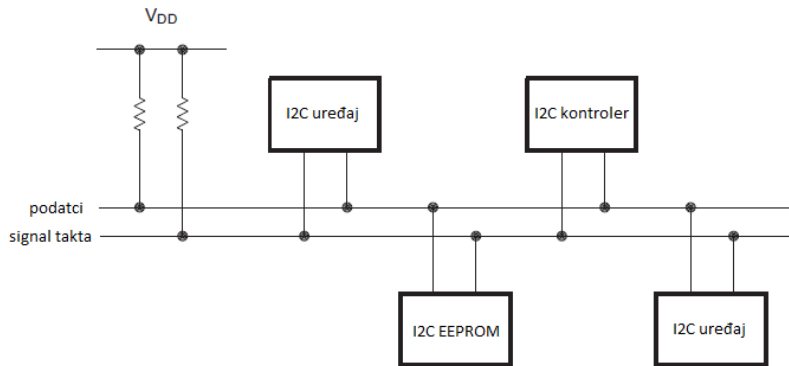 VDD
I2C uređaj
I2C kontroler
podatci
signal takta
I2C EEPROM
I2C uređaj